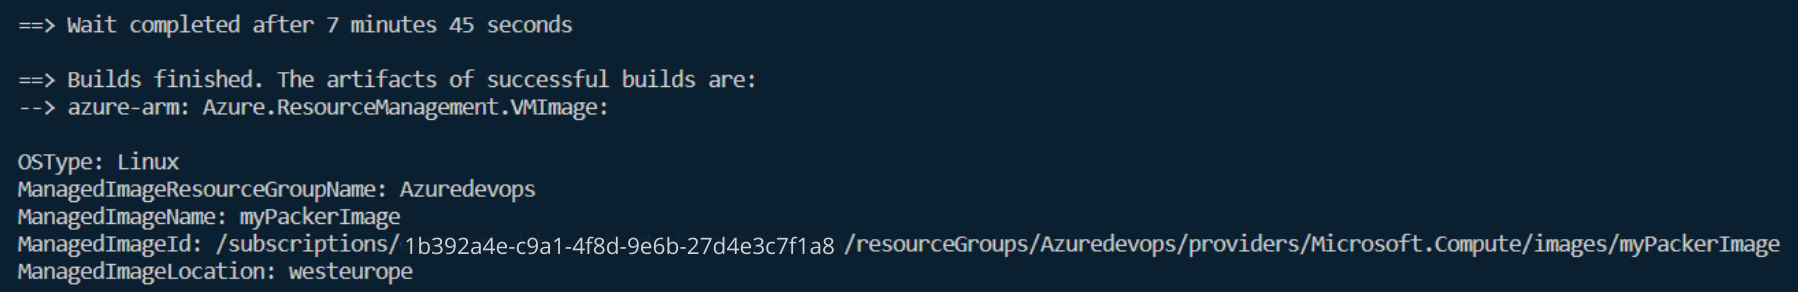 ==> Wait completed after 7 minutes 45 seconds
==> Builds finished. The artifacts of successful builds are:
--> azure-arm: Azure.ResourceManagement.VMImage:
OSType: Linux
ManagedImageResourceGroupName: Azuredevops
ManagedImageName: myPackerImage
ManagedImageId: /subscriptions/ 1b392a4e-c9a1-4f8d-9e6b-27d4e3c7f1a8 /resourceGroups/Azuredevops/providers/Microsoft.Compute/images/myPackerImage
ManagedImageLocation: westeurope